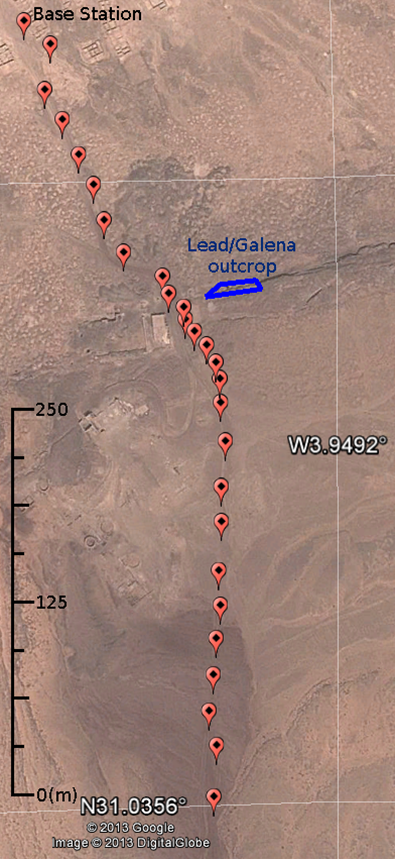 Base Station
Lead/Galena
outcrop
250
W3.9492°
125
0(m)
N31.0356°
© 2013 Google
Image © 2013 DigitalGlobe